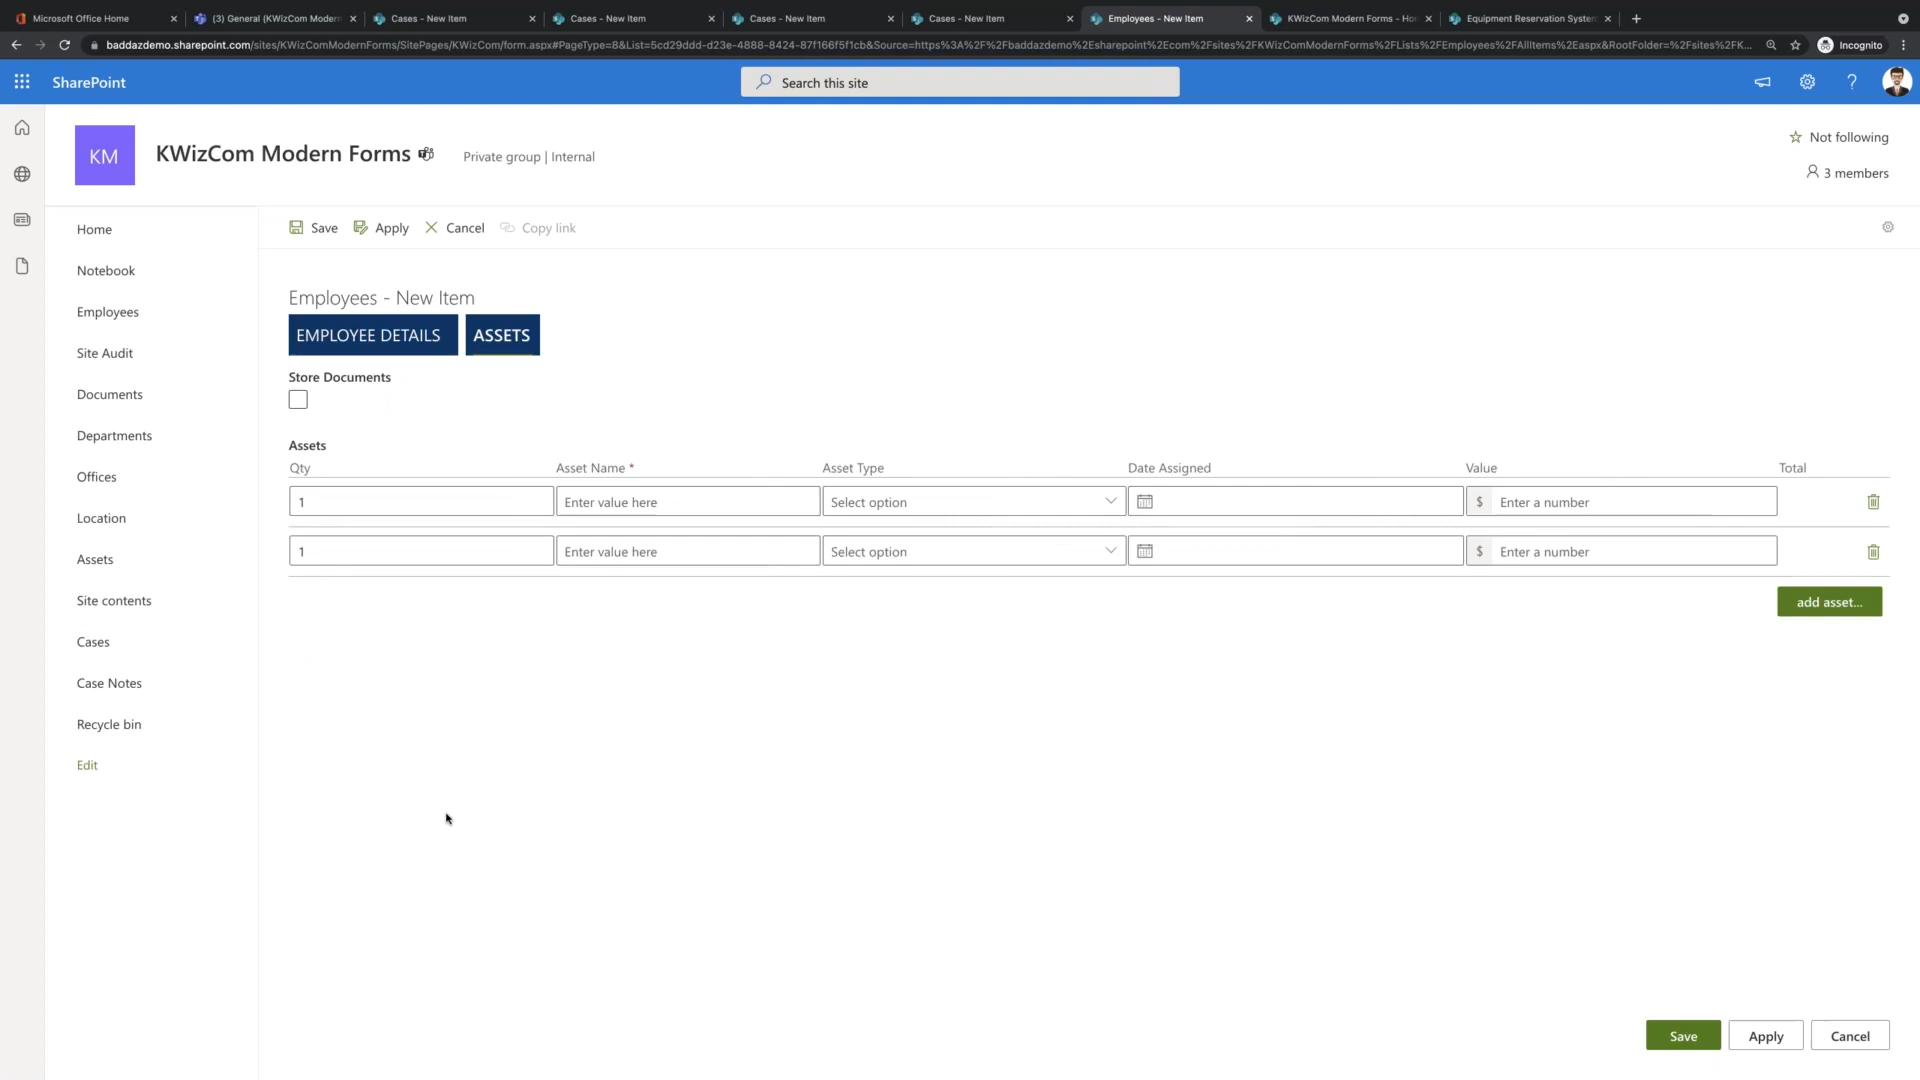 Microsoft Office Home
(3) General (KWizCom Modern
Cases - New Item
Cases - New Item
Cases - New Item
Cases - New Item
Employees - New Item
KWizCom Modern Forms - Ho
Equipment Reservation System
baddazdemo.sharepoint.com/sites/KWizComModernForms/SitePages/KWizCom/form.aspx#PageType=8&List=5cd29ddd-d23e-4888-8424-87f166f5f1cb&Source=https%3A%2F%2Fbaddazdemo%2Esharepoint%2Ecom%2Fsites%2FKWizComModernForms%2FLists%2FEmployees%2FAllItems%2Easpx&RootFolder=%2Fsites%2FK...
Incognito
SharePoint
Search this site
KM
KWizCom Modern Forms
Private group | Internal
Not following
3 members
Home
Notebook
Employees
Site Audit
Documents
Departments
Offices
Location
Assets
Site contents
Cases
Case Notes
Recycle bin
Edit
Save
Apply
Cancel
Copy link
Employees - New Item
EMPLOYEE DETAILS
ASSETS
Store Documents
Assets
Qty
Asset Name *
Asset Type
Date Assigned
Value
Total
1
Enter value here
Select option
$
Enter a number
1
Enter value here
Select option
$
Enter a number
add asset...
Save
Apply
Cancel